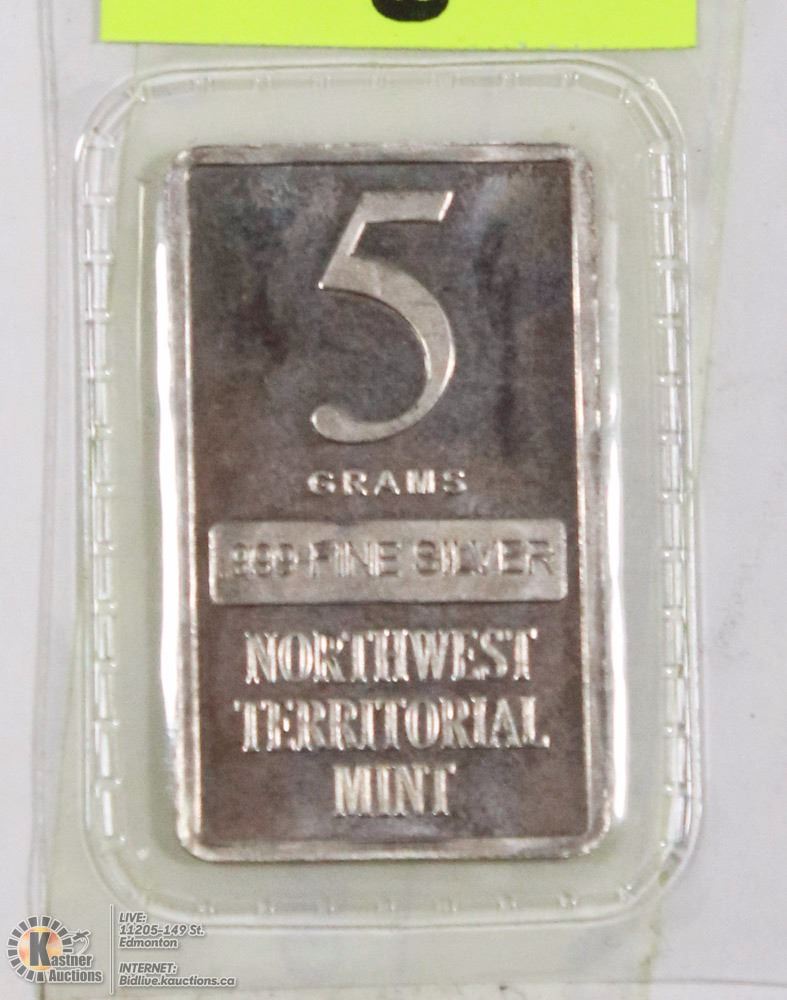 5
GRAMS
.999 FINE SILVER
NORTHWEST
TERRITORIAL
MINT
Kastner
Auctions
LIVE:
11205-149 St.
Edmonton
INTERNET:
Bidlive.kauctions.ca